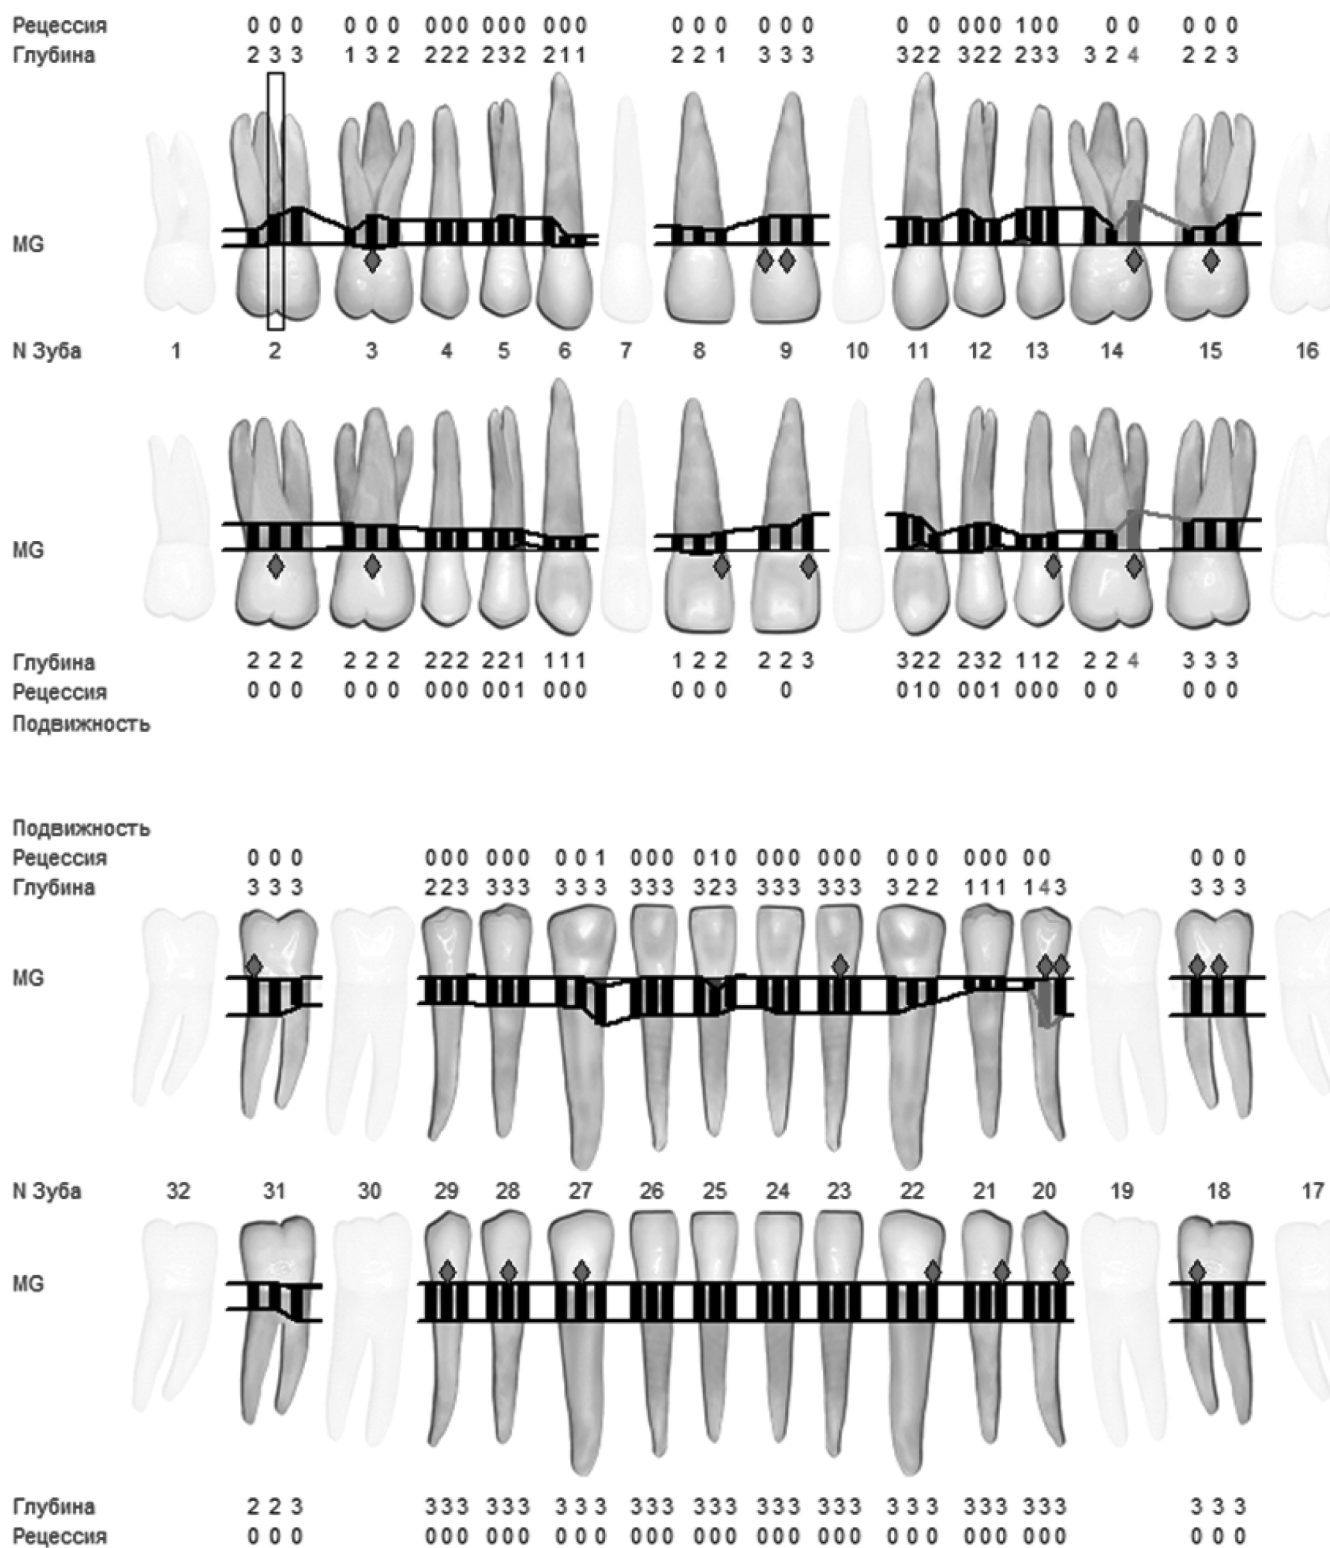 Рецессия 0 0 0 0 0 0 000 000 000 0 0 0 0 0 0 0 0 000 100 0 0 0 0 0
Глубина 2 3 3 1 3 2 222 232 211 2 2 1 3 3 3 322 322 233 3 2 4 2 2 3
MG
N Зуба 1 2 3 4 5 6 7 8 9 10 11 12 13 14 15 16
MG
Глубина 2 2 2 2 2 2 222 221 111 1 2 2 2 2 3 322 232 112 2 2 4 3 3 3
Рецессия 0 0 0 0 0 0 000 001 000 0 0 0 0 010 001 000 0 0 0 0 0
Подвижность
Подвижность
Рецессия 0 0 0 000 000 0 0 1 000 010 000 000 0 0 0 000 00 0 0 0
Глубина 3 3 3 223 333 3 3 3 333 323 333 333 3 2 2 111 143 3 3 3
MG
N Зуба 32 31 30 29 28 27 26 25 24 23 22 21 20 19 18 17
MG
Глубина 2 2 3 333 333 3 3 3 333 333 333 333 3 3 3 333 333 3 3 3
Рецессия 0 0 0 000 000 0 0 0 000 000 000 000 0 0 0 000 000 0 0 0